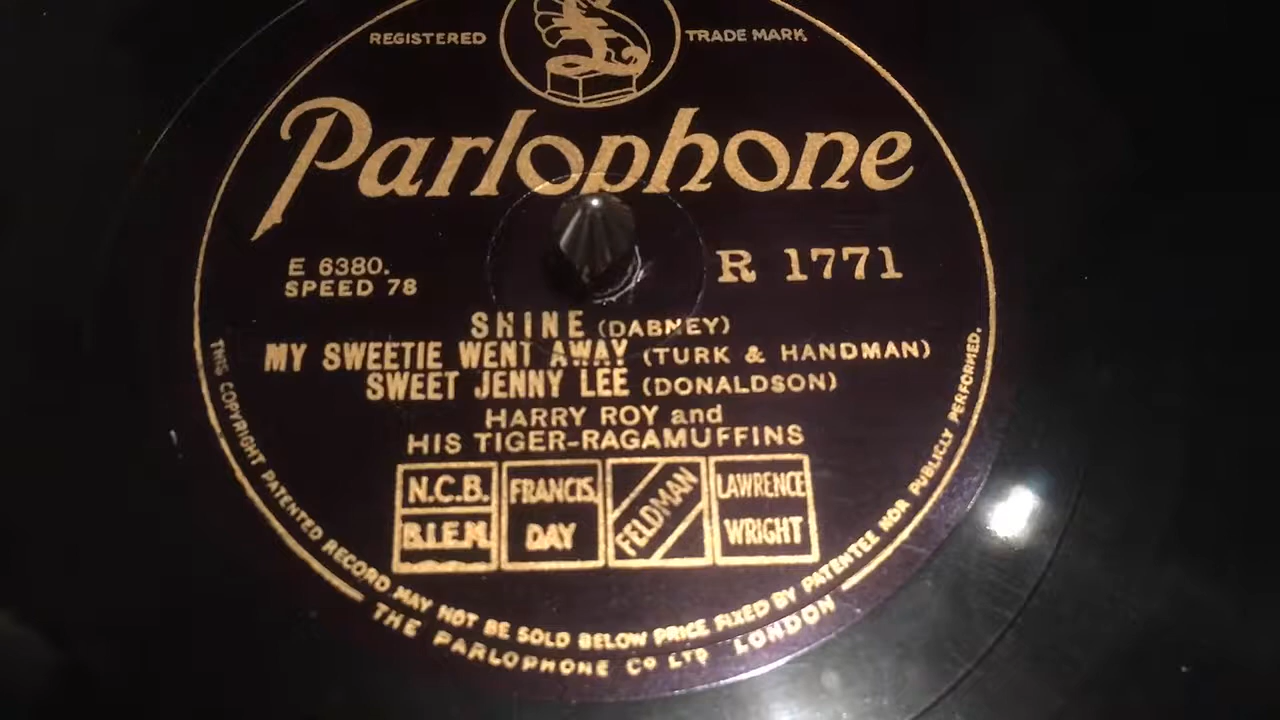 REGISTERED TRADE MARK
Parlophone
E 6380.
SPEED 78
R 1771
SHINE (DABNEY)
MY SWEETIE WENT AWAY (TURK & HANDMAN)
SWEET JENNY LEE (DONALDSON)
HARRY ROY and
HIS TIGER-RAGAMUFFINS
N.C.B.
B.I.E.M.
FRANCIS,
DAY
FELDMAN
LAWRENCE
WRIGHT
THIS COPYRIGHT PATENTED RECORD MAY NOT BE SOLD BELOW PRICE FIXED BY PATENTEE NOR PUBLICLY PERFORMED.
THE PARLOPHONE Co LTD LONDON